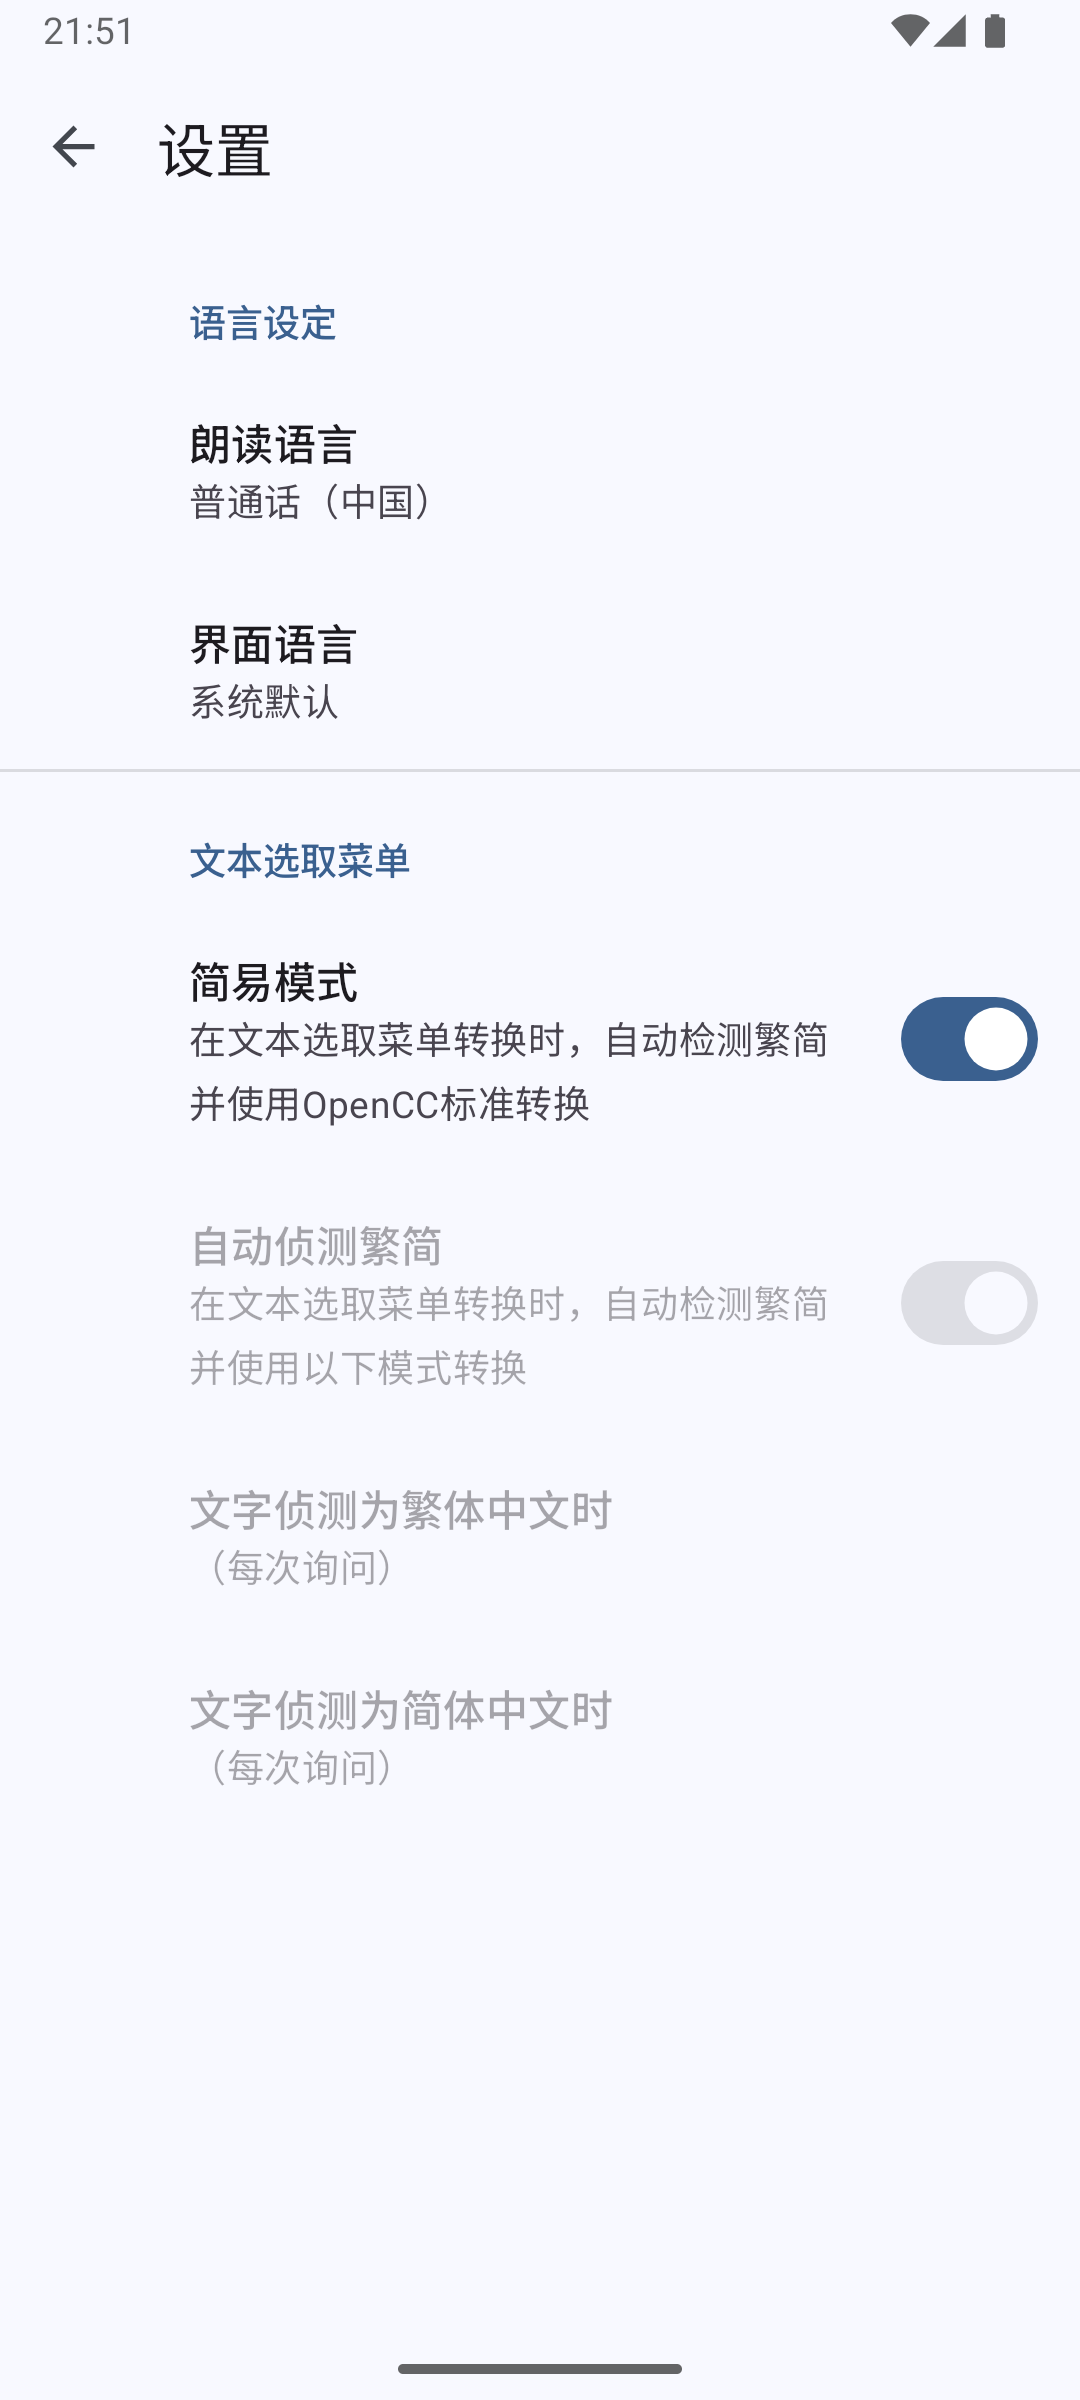 21:51
设置
语言设定
朗读语言
普通话（中国）
界面语言
系统默认
文本选取菜单
简易模式
在文本选取菜单转换时，自动检测繁简
并使用OpenCC标准转换
自动侦测繁简
在文本选取菜单转换时，自动检测繁简
并使用以下模式转换
文字侦测为繁体中文时
（每次询问）
文字侦测为简体中文时
（每次询问）